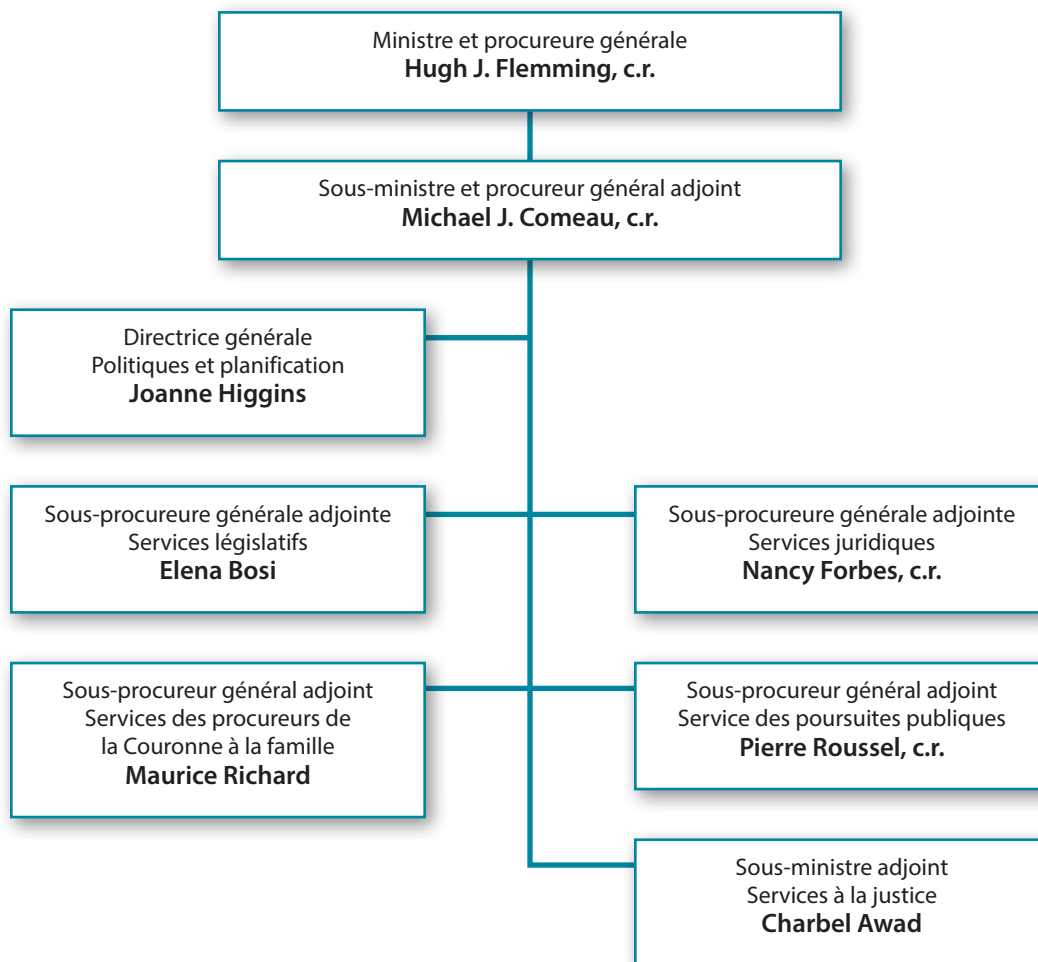 Ministre et procureure générale
Hugh J. Flemming, c.r.
Sous-ministre et procureur général adjoint
Michael J. Comeau, c.r.
Directrice générale
Politiques et planification
Joanne Higgins
Sous-procureure générale adjointe
Services législatifs
Elena Bosi
Sous-procureure générale adjointe
Services juridiques
Nancy Forbes, c.r.
Sous-procureur général adjoint
Services des procureurs de
la Couronne à la famille
Maurice Richard
Sous-procureur général adjoint
Service des poursuites publiques
Pierre Roussel, c.r.
Sous-ministre adjoint
Services à la justice
Charbel Awad